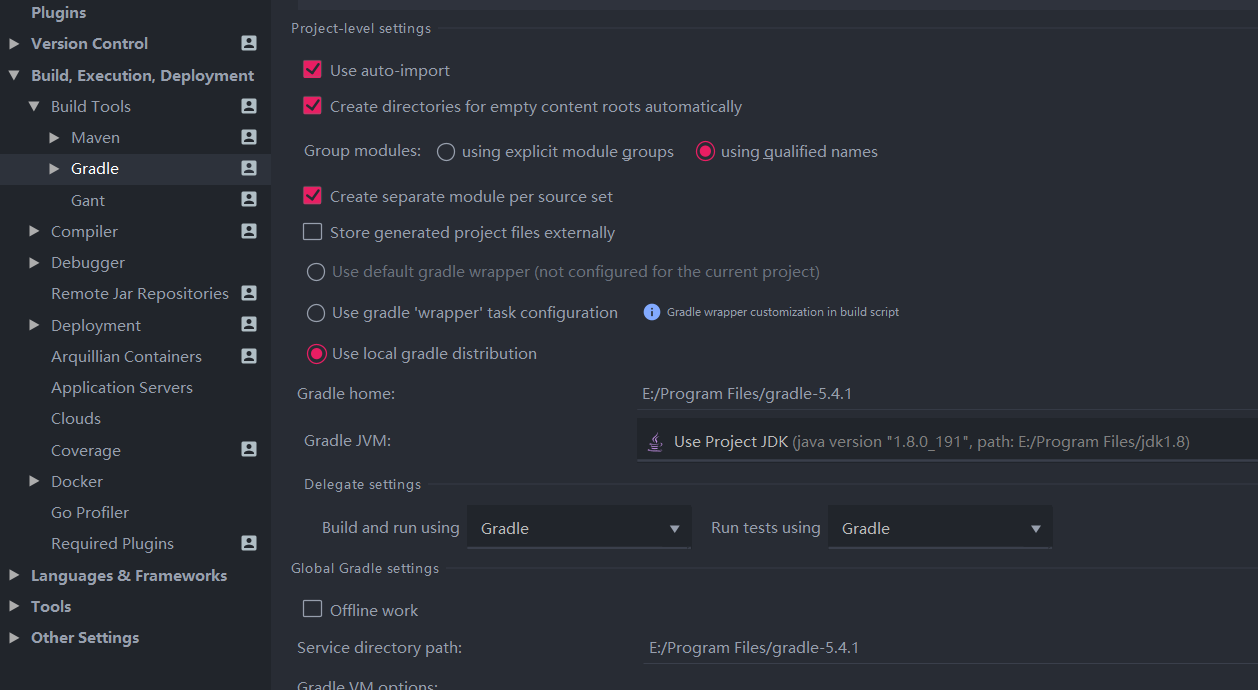 Plugins
Version Control
Build, Execution, Deployment
Build Tools
Maven
Gradle
Gant
Compiler
Debugger
Remote Jar Repositories
Deployment
Arquillian Containers
Application Servers
Clouds
Coverage
Docker
Go Profiler
Required Plugins
Languages & Frameworks
Tools
Other Settings
Project-level settings
Use auto-import
Create directories for empty content roots automatically
Group modules: using explicit module groups using qualified names
Create separate module per source set
Store generated project files externally
Use default gradle wrapper (not configured for the current project)
Use gradle 'wrapper' task configuration Gradle wrapper customization in build script
Use local gradle distribution
Gradle home: E:/Program Files/gradle-5.4.1
Gradle JVM: Use Project JDK (java version "1.8.0_191", path: E:/Program Files/jdk1.8)
Delegate settings
Build and run using Gradle Run tests using Gradle
Global Gradle settings
Offline work
Service directory path: E:/Program Files/gradle-5.4.1
Gradle VM options: